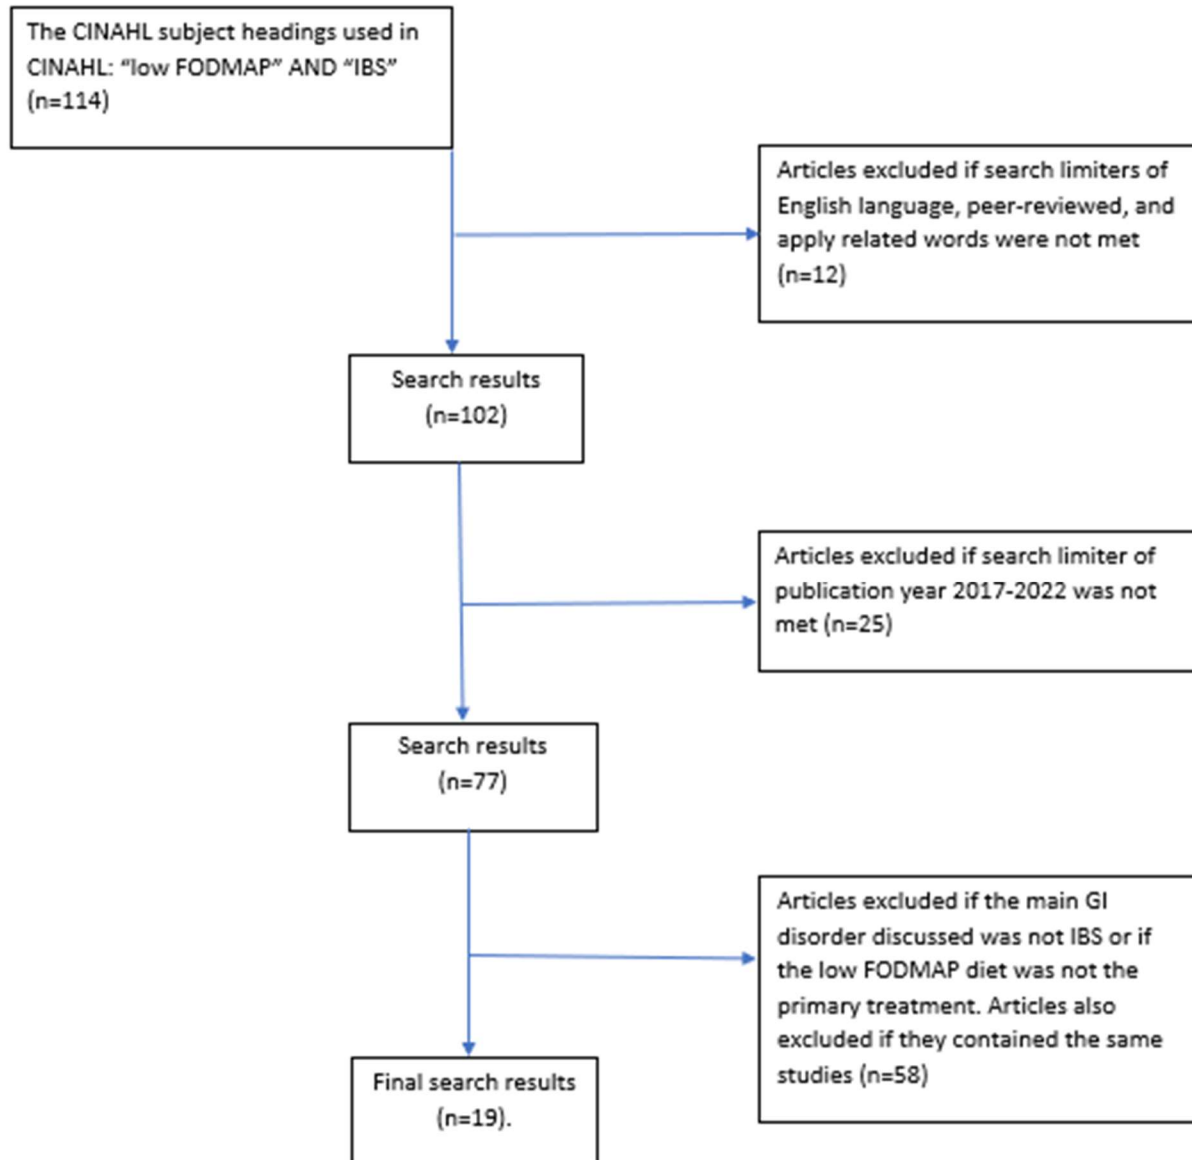 The CINAHL subject headings used in
CINAHL: “low FODMAP” AND “IBS”
(n=114)
Articles excluded if search limiters of
English language, peer-reviewed, and
apply related words were not met
(n=12)
Search results
(n=102)
Articles excluded if search limiter of
publication year 2017-2022 was not
met (n=25)
Search results
(n=77)
Articles excluded if the main GI
disorder discussed was not IBS or if
the low FODMAP diet was not the
primary treatment. Articles also
excluded if they contained the same
studies (n=58)
Final search results
(n=19).